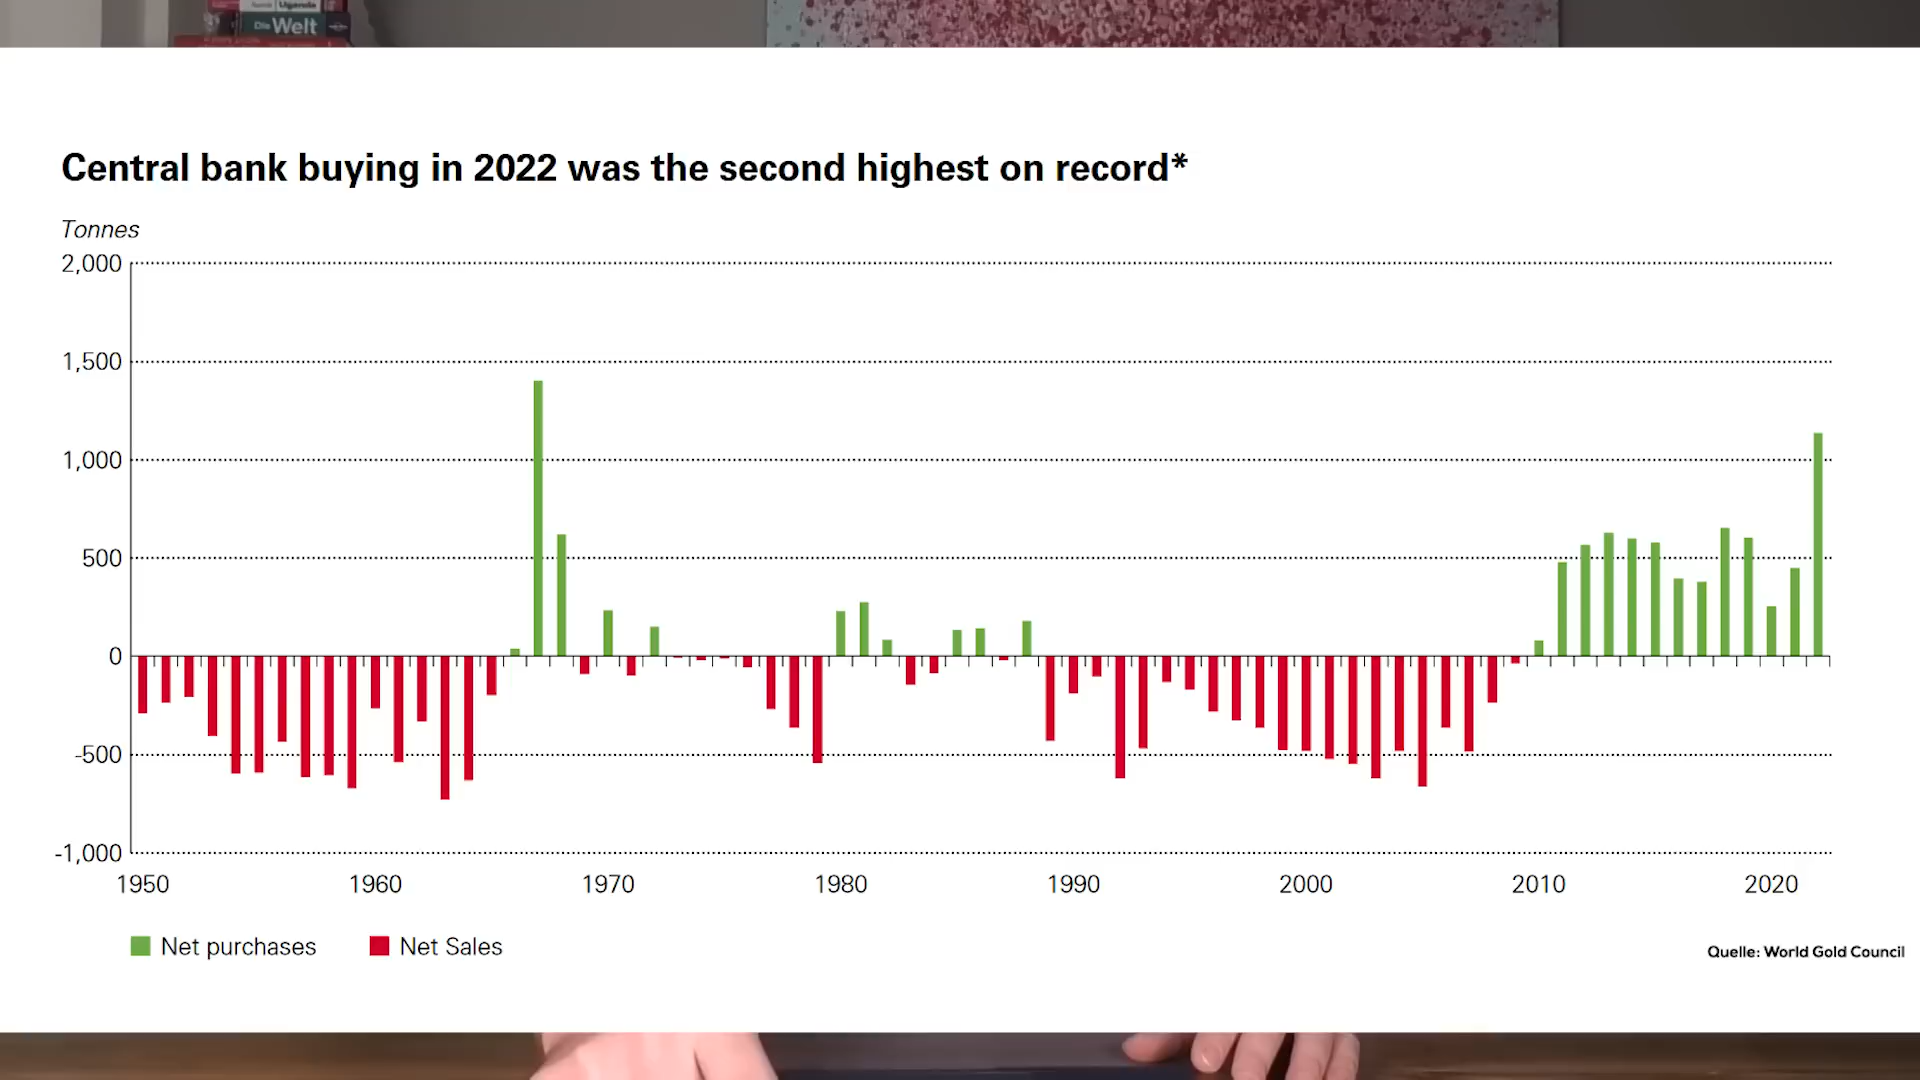 Uganda
Die Welt
Central bank buying in 2022 was the second highest on record*
Tonnes
2,000
1,500
1,000
500
0
-500
-1,000
1950 1960 1970 1980 1990 2000 2010 2020
Net purchases Net Sales
Quelle: World Gold Council